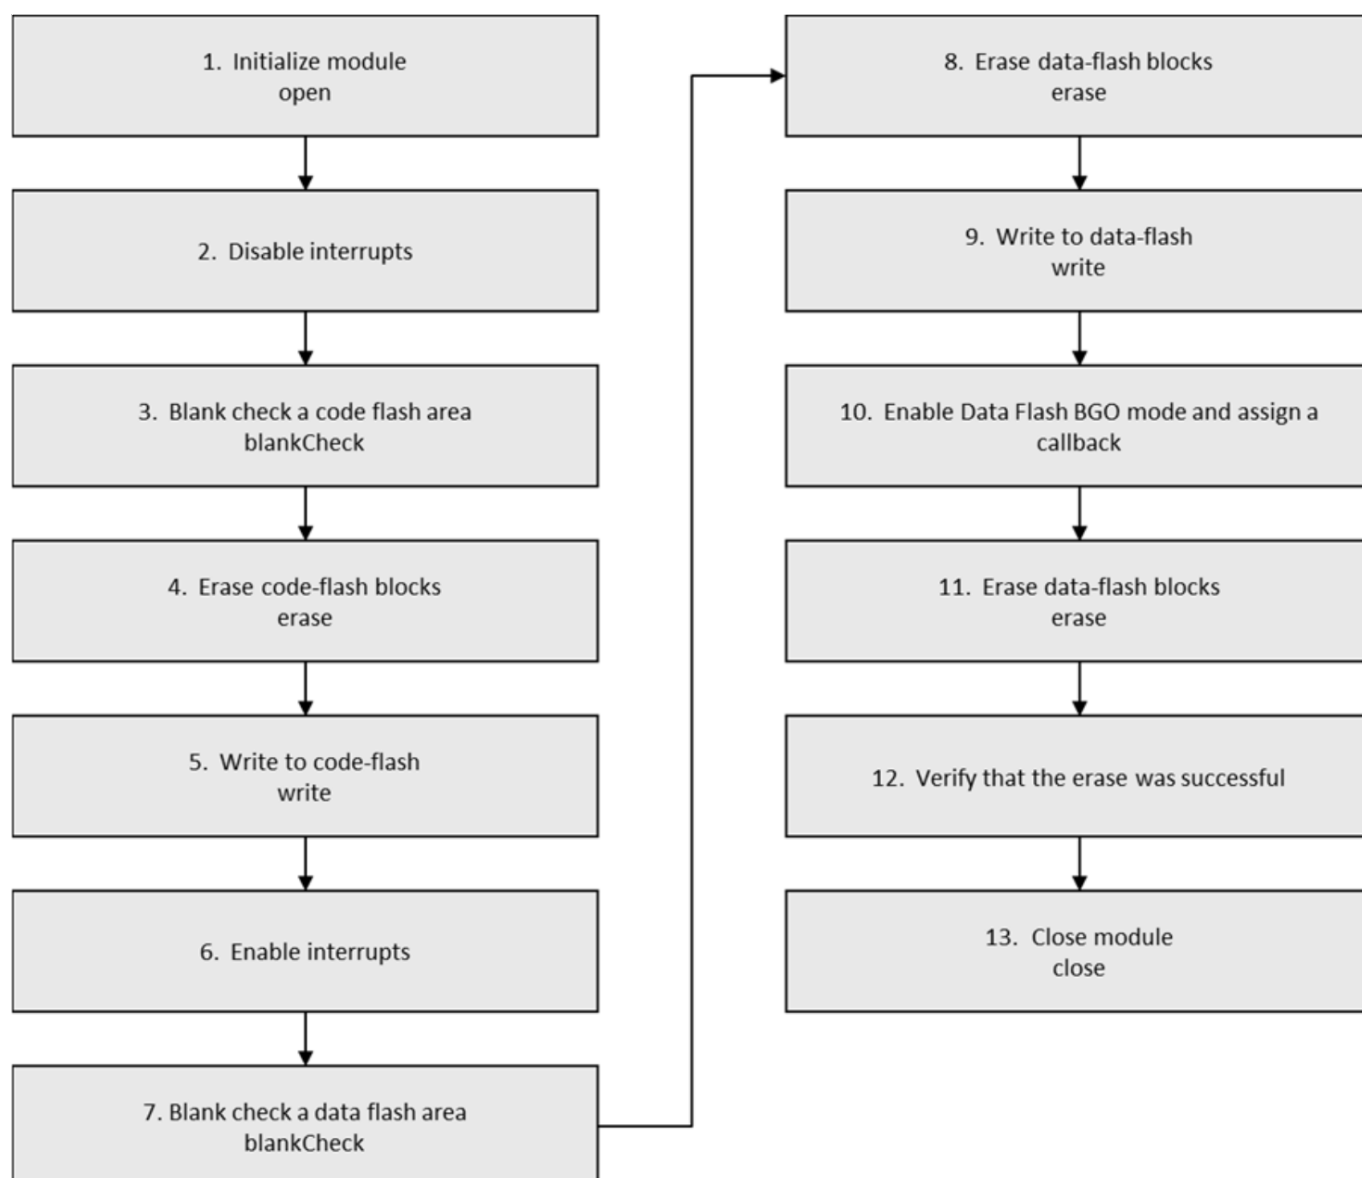 1. Initialize module
open
2. Disable interrupts
3. Blank check a code flash area
blankCheck
4. Erase code-flash blocks
erase
5. Write to code-flash
write
6. Enable interrupts
7. Blank check a data flash area
blankCheck
8. Erase data-flash blocks
erase
9. Write to data-flash
write
10. Enable Data Flash BGO mode and assign a
callback
11. Erase data-flash blocks
erase
12. Verify that the erase was successful
13. Close module
close